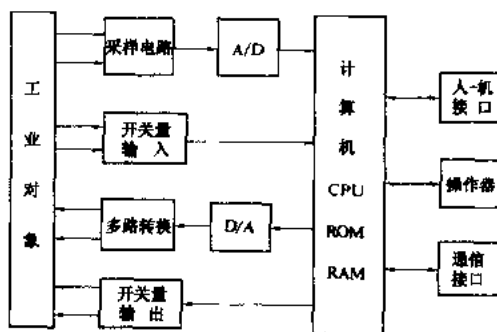 工业对象
采样电路
A/D
开关量
输入
多路转换
D/A
开关量
输出
计算机
CPU
ROM
RAM
人-机
接口
操作器
通信
接口